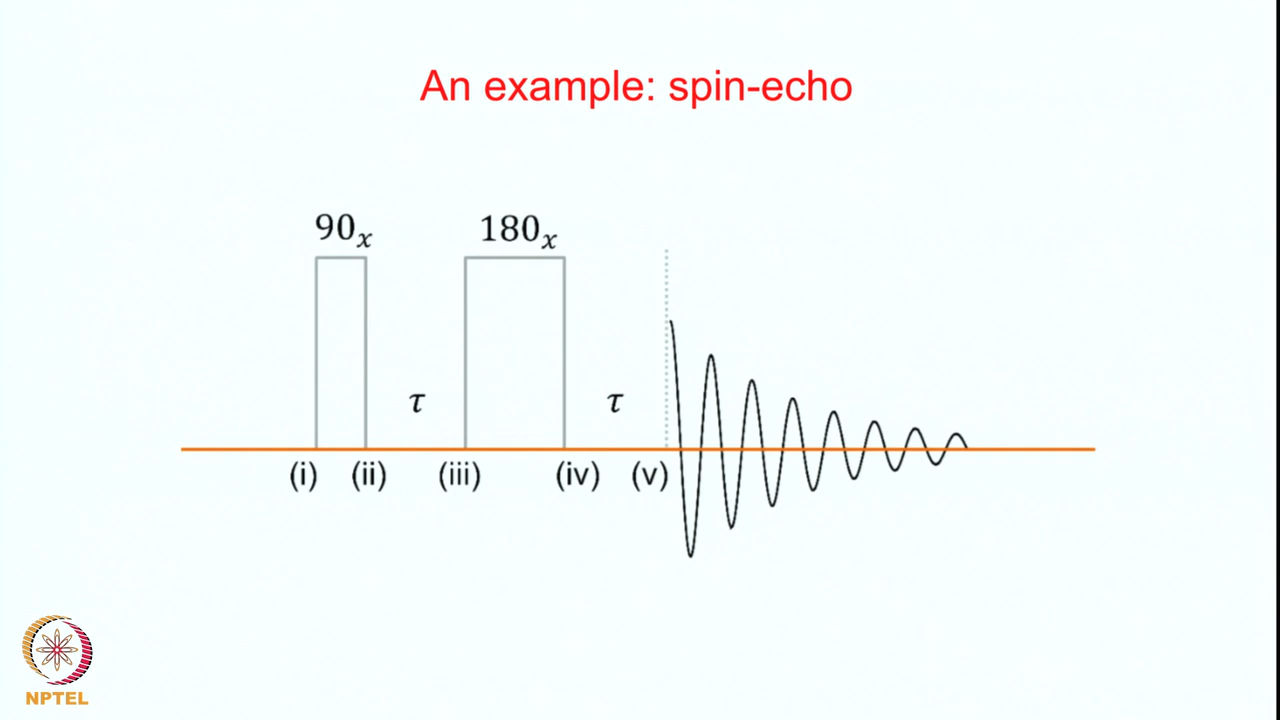 An example: spin-echo
90x 180x
τ τ
(i) (ii) (iii) (iv) (v)
NPTEL